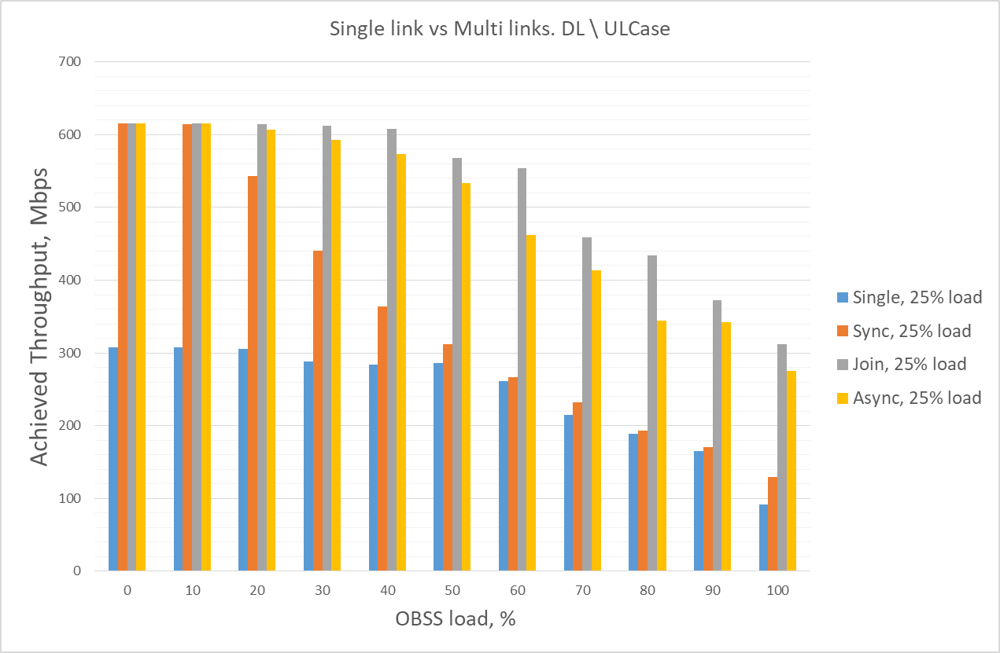 Single link vs Multi links. DL \ ULCase
700
600
500
400
300
200
100
0
Achieved Throughput, Mbps
0 10 20 30 40 50 60 70 80 90 100
OBSS load, %
Single, 25% load
Sync, 25% load
Join, 25% load
Async, 25% load